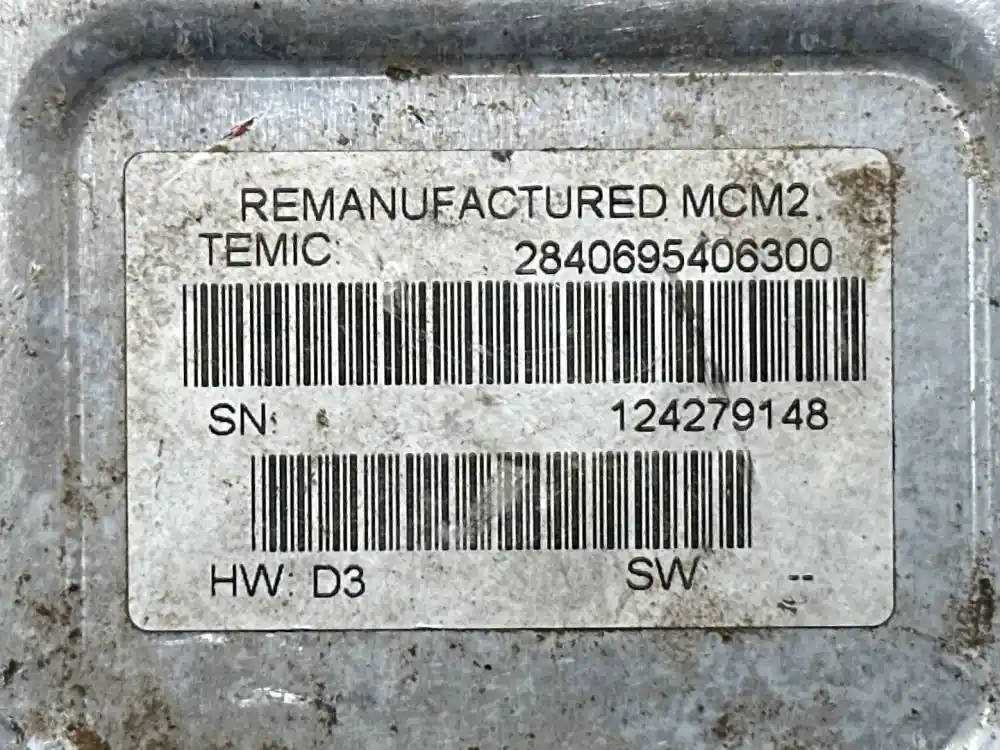 REMANUFACTURED MCM2
TEMIC: 2840695406300
SN: 124279148
HW: D3 SW: --